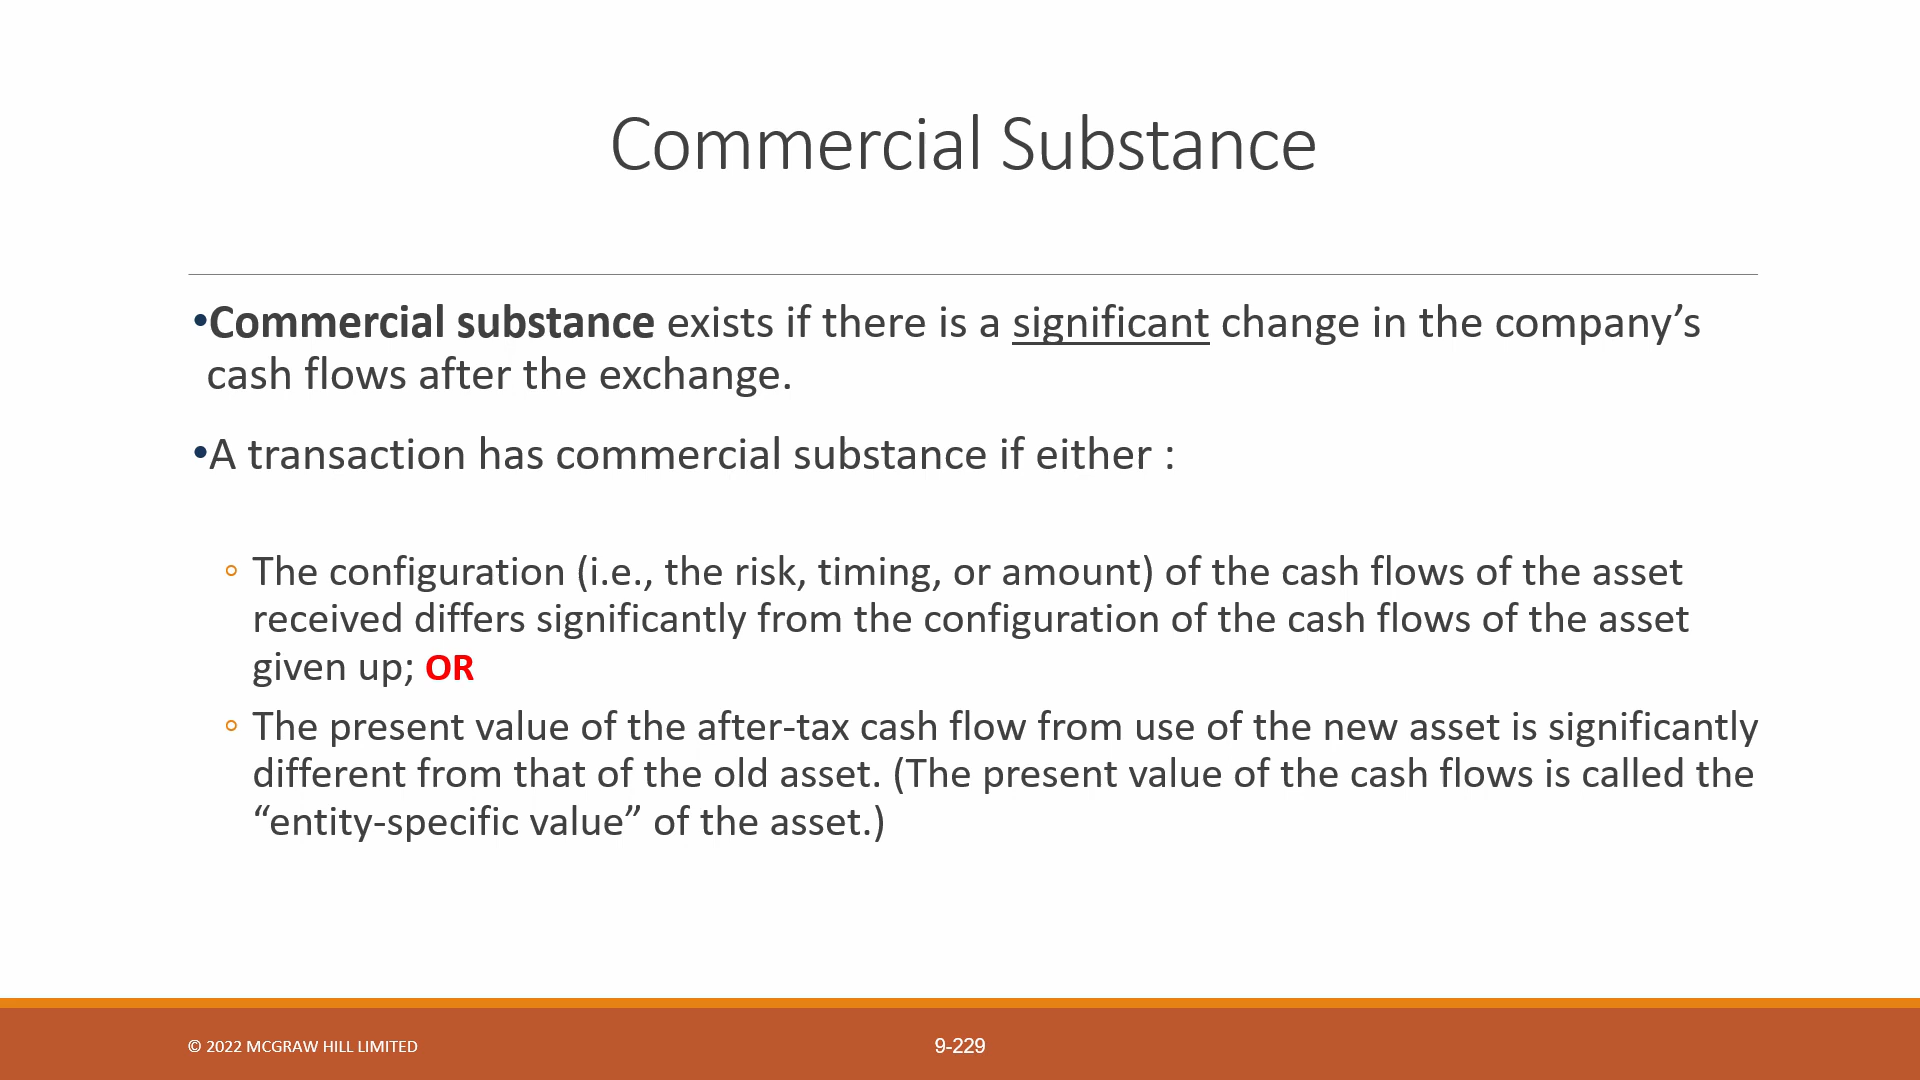 Commercial Substance
•Commercial substance exists if there is a significant change in the company’s
cash flows after the exchange.
•A transaction has commercial substance if either :
◦ The configuration (i.e., the risk, timing, or amount) of the cash flows of the asset
received differs significantly from the configuration of the cash flows of the asset
given up; OR
◦ The present value of the after-tax cash flow from use of the new asset is significantly
different from that of the old asset. (The present value of the cash flows is called the
“entity-specific value” of the asset.)
© 2022 MCGRAW HILL LIMITED
9-229